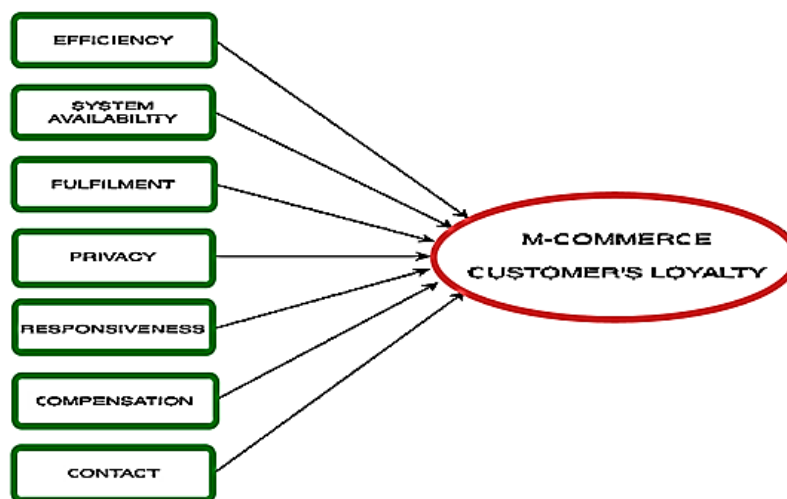 EFFICIENCY
SYSTEM
AVAILABILITY
FULFILMENT
PRIVACY
RESPONSIVENESS
COMPENSATION
CONTACT
M-COMMERCE
CUSTOMER'S LOYALTY